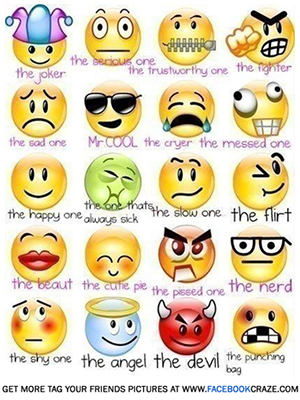 the joker
the serious one
the trustworthy one
the fighter
the sad one
Mr.COOL
the cryer
the messed one
the happy one
the one thats
always sick
the slow one
the flirt
the beaut
the cutie pie
the pissed one
the nerd
the shy one
the angel
the devil
the punching
bag
GET MORE TAG YOUR FRIENDS PICTURES AT WWW.FACEBOOKCRAZE.COM